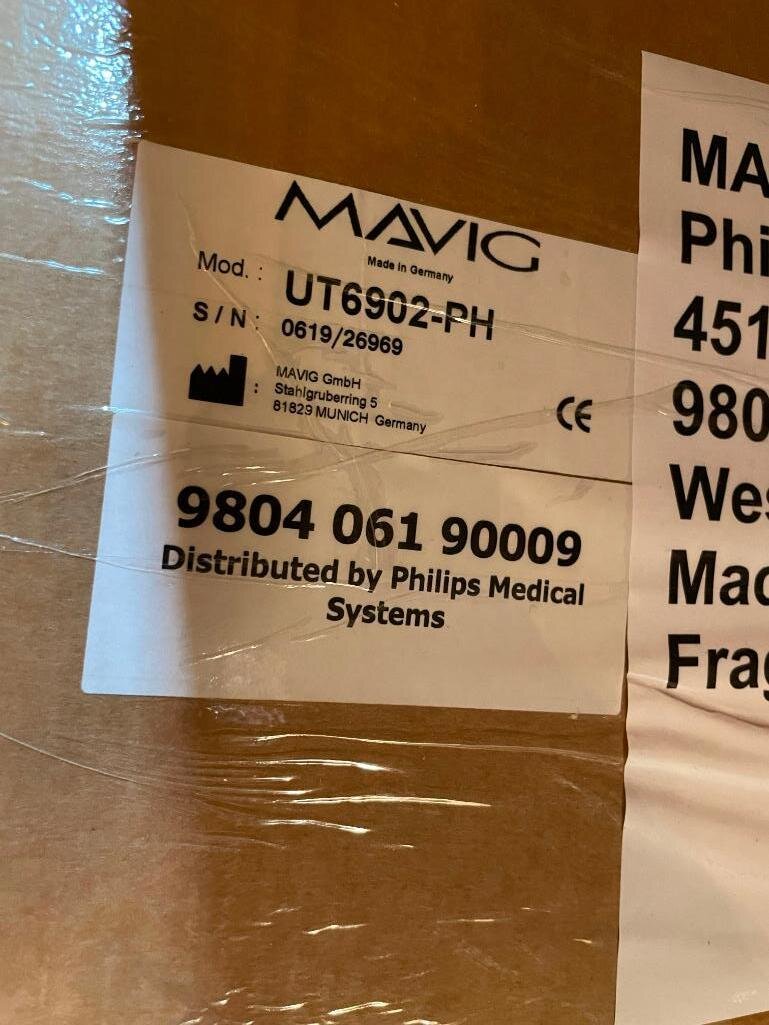 MAVIG
Made in Germany
Mod. : UT6902-PH
S / N : 0619/26969
: MAVIG GmbH
Stahlgruberring 5
81829 MUNICH Germany
CE
9804 061 90009
Distributed by Philips Medical
Systems
MA
Phi
451
980
Wes
Mad
Frag